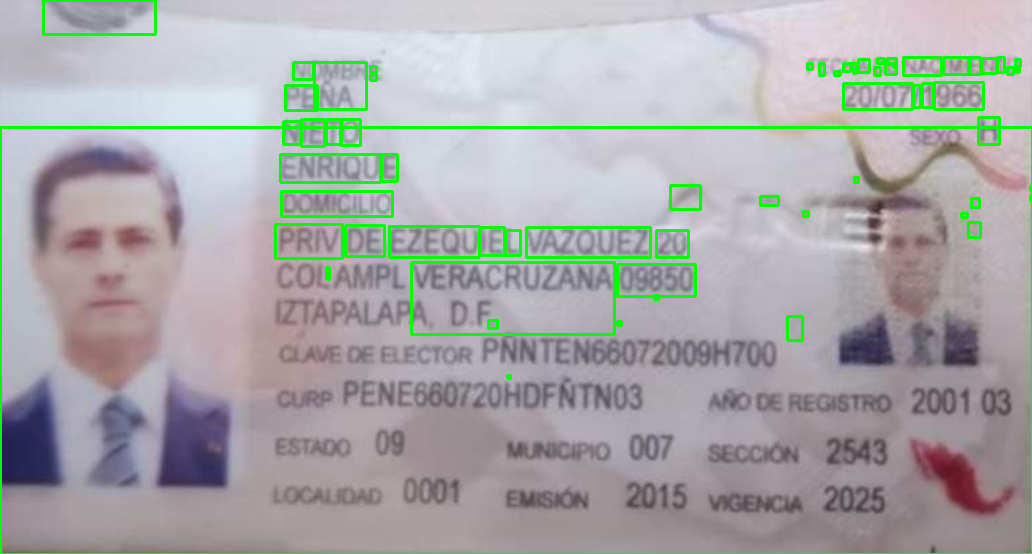 NOMBRE
PEÑA
NIETO
ENRIQUE
DOMICILIO
PRIV DE EZEQUIEL VAZQUEZ 20
COL AMPL VERACRUZANA 09850
IZTAPALAPA, D.F.
CLAVE DE ELECTOR PNNTEN66072009H700
CURP PENE660720HDFÑTN03
AÑO DE REGISTRO 2001 03
ESTADO 09
MUNICIPIO 007
SECCIÓN 2543
LOCALIDAD 0001
EMISIÓN 2015
VIGENCIA 2025
FECHA DE NACIMIENTO
20/07/1966
SEXO H